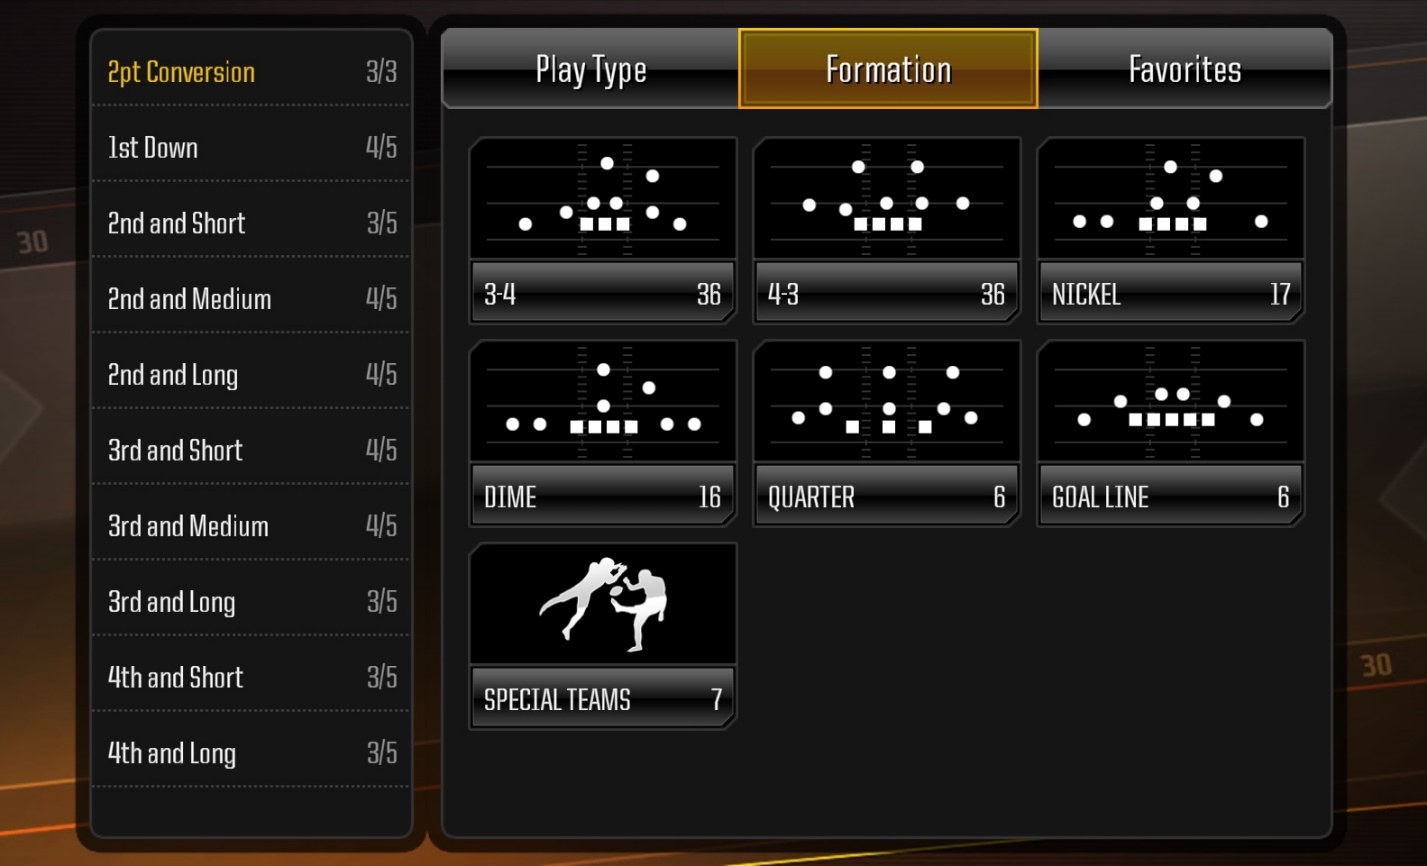 2pt Conversion 3/3
1st Down 4/5
2nd and Short 3/5
2nd and Medium 4/5
2nd and Long 4/5
3rd and Short 4/5
3rd and Medium 4/5
3rd and Long 3/5
4th and Short 3/5
4th and Long 3/5
Play Type Formation Favorites
3-4 36
4-3 36
NICKEL 17
DIME 16
QUARTER 6
GOAL LINE 6
SPECIAL TEAMS 7
30
30